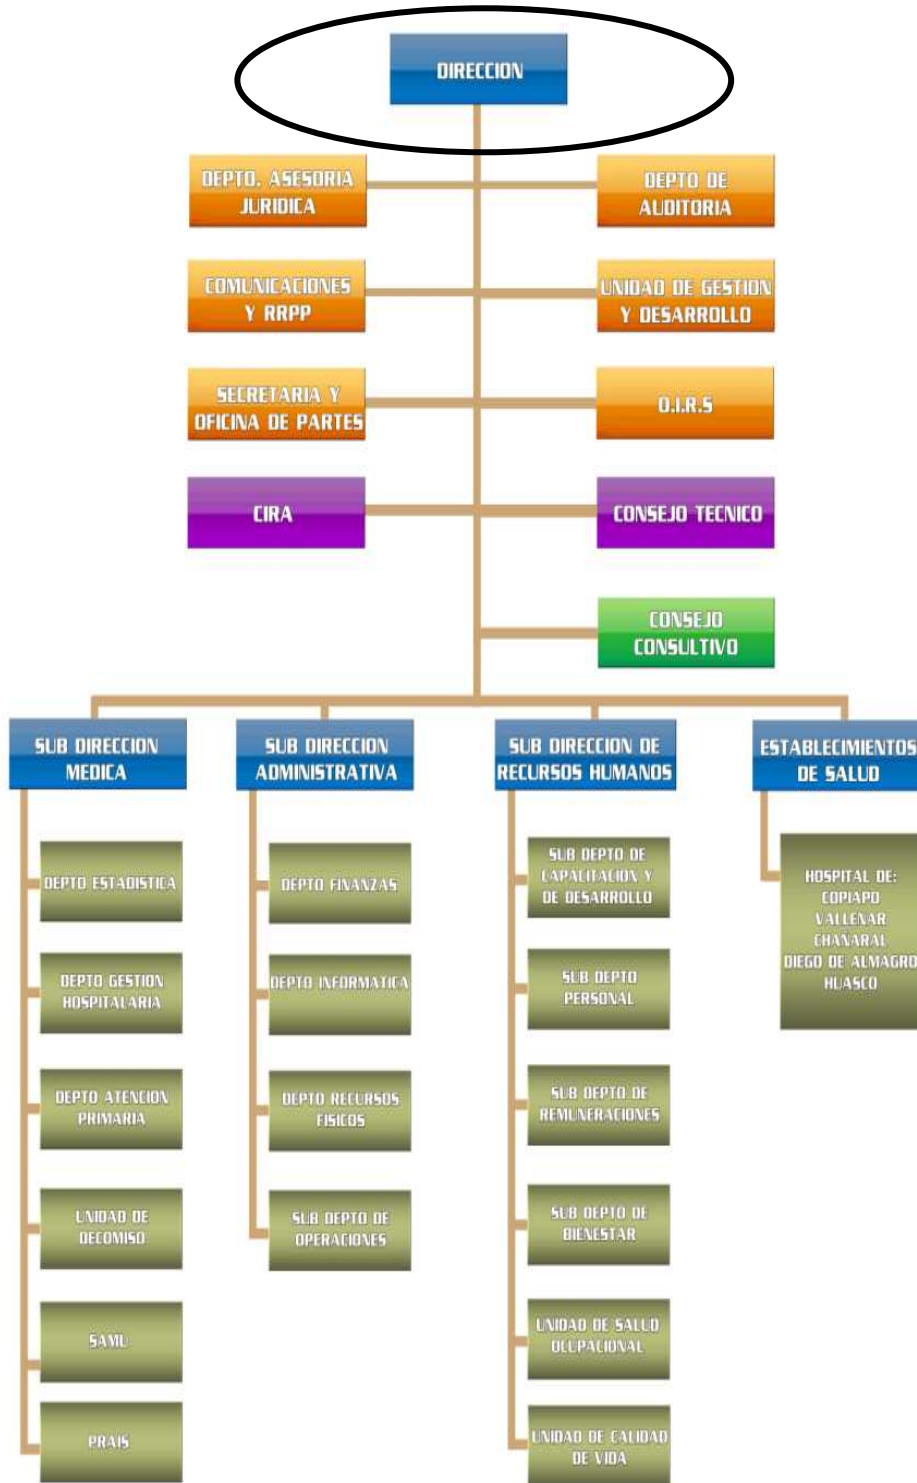 DIRECCION
DEPTO. ASESORIA
JURIDICA
DEPTO DE
AUDITORIA
COMUNICACIONES
Y RRPP
UNIDAD DE GESTION
Y DESARROLLO
SECRETARIA Y
OFICINA DE PARTES
O.I.R.S
CIRA
CONSEJO TECNICO
CONSEJO
CONSULTIVO
SUB DIRECCION
MEDICA
SUB DIRECCION
ADMINISTRATIVA
SUB DIRECCION DE
RECURSOS HUMANOS
ESTABLECIMIENTOS
DE SALUD
DEPTO ESTADISTICA
DEPTO GESTION
HOSPITALARIA
DEPTO ATENCION
PRIMARIA
UNIDAD DE
DECOMISO
SAMU
PRAIS
DEPTO FINANZAS
DEPTO INFORMATICA
DEPTO RECURSOS
FISICOS
SUB DEPTO DE
OPERACIONES
SUB DEPTO DE
CAPACITACION Y
DE DESARROLLO
SUB DEPTO
PERSONAL
SUB DEPTO DE
REMUNERACIONES
SUB DEPTO DE
BIENESTAR
UNIDAD DE SALUD
OCUPACIONAL
UNIDAD DE CALIDAD
DE VIDA
HOSPITAL DE:
COPIAPO
VALLENAR
CHAÑARAL
DIEGO DE ALMAGRO
HUASCO